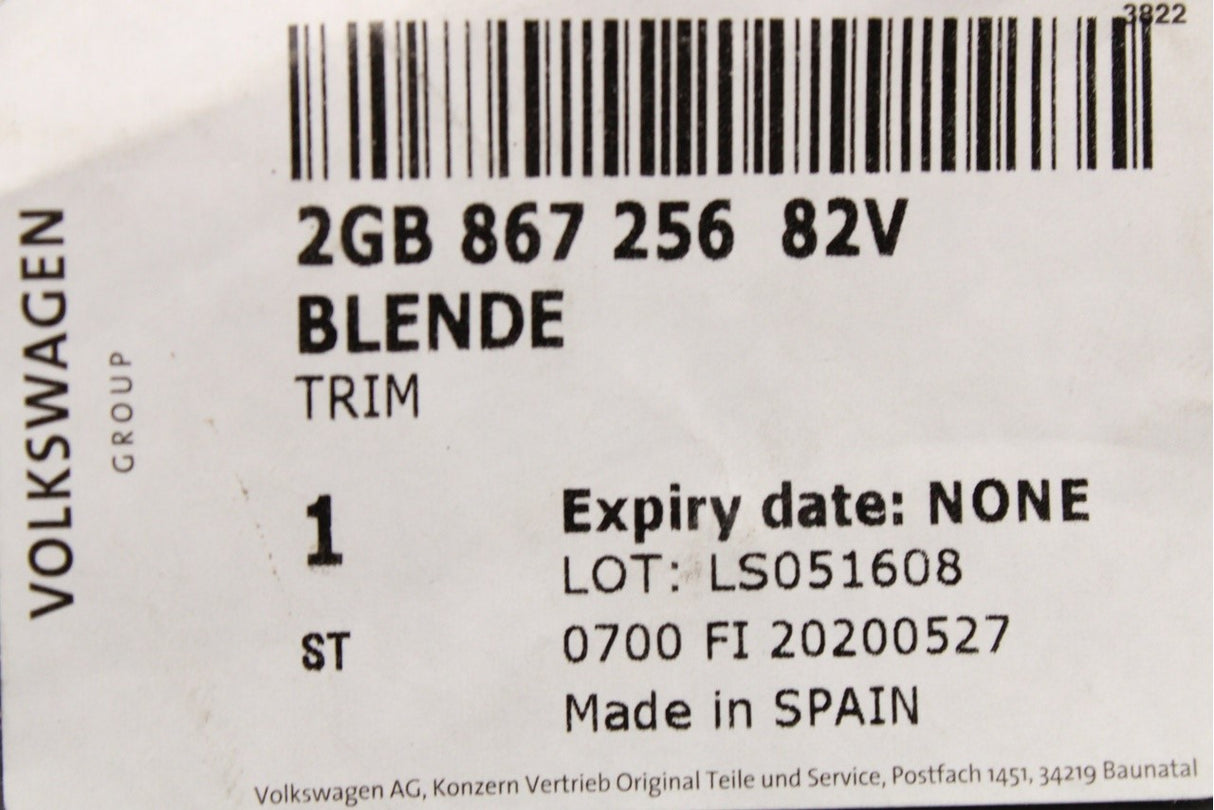 3822
2GB 867 256 82V
BLENDE
TRIM
VOLKSWAGEN
GROUP
1
ST
Expiry date: NONE
LOT: LS051608
0700 FI 20200527
Made in SPAIN
Volkswagen AG, Konzern Vertrieb Original Teile und Service, Postfach 1451, 34219 Baunatal